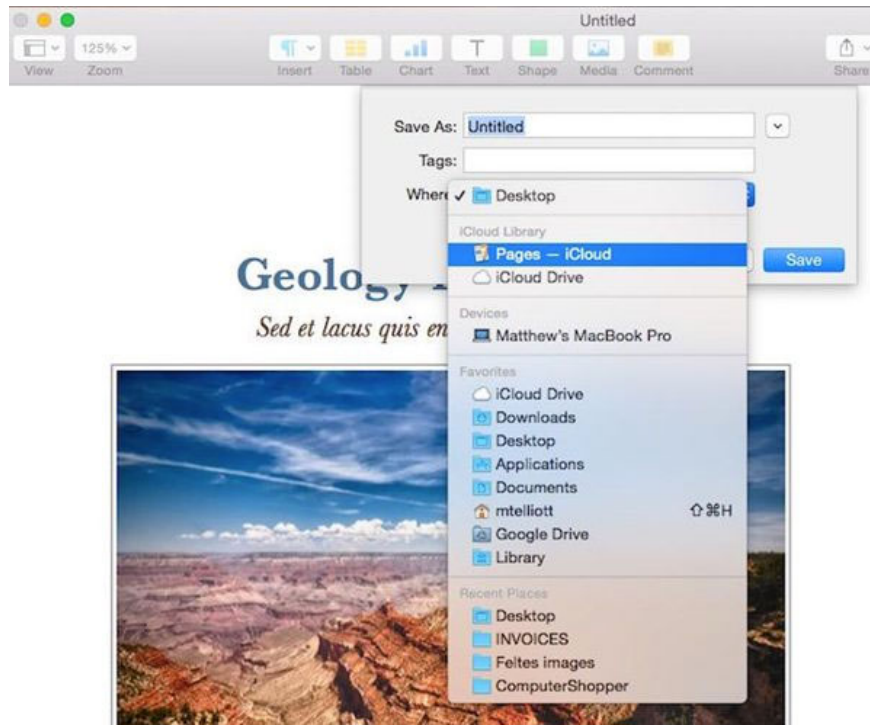 Untitled
125%
View Zoom Insert Table Chart Text Shape Media Comment Share
Save As: Untitled
Tags:
Where ✓ Desktop
iCloud Library
Pages — iCloud
Save
iCloud Drive
Devices
Matthew's MacBook Pro
Favorites
iCloud Drive
Downloads
Desktop
Applications
Documents
mtelliott ⇧⌘H
Google Drive
Library
Recent Places
Desktop
INVOICES
Feltes images
ComputerShopper
Geology
Sed et lacus quis en